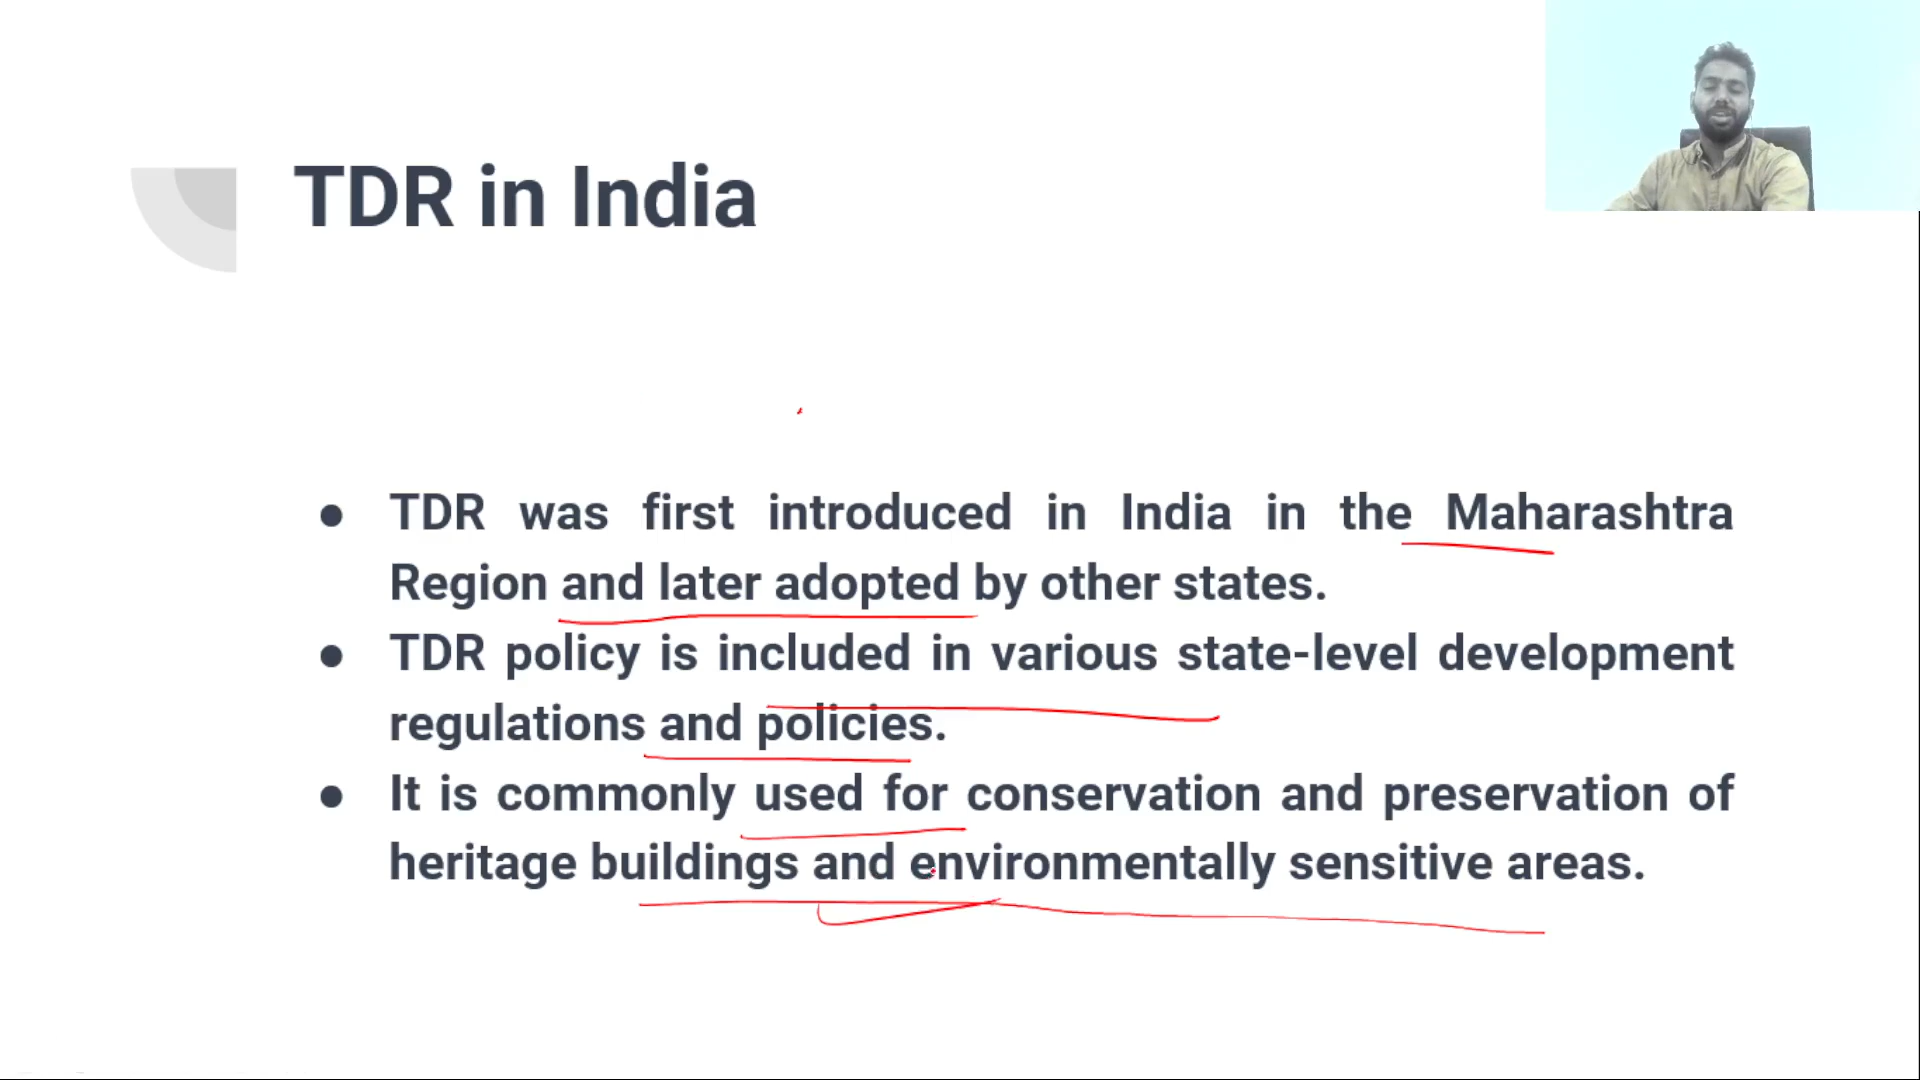 TDR in India
● TDR was first introduced in India in the Maharashtra
Region and later adopted by other states.
● TDR policy is included in various state-level development
regulations and policies.
● It is commonly used for conservation and preservation of
heritage buildings and environmentally sensitive areas.